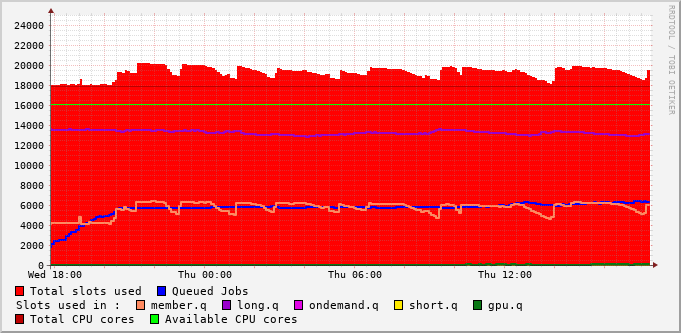 24000
22000
20000
18000
16000
14000
12000
10000
8000
6000
4000
2000
0
Wed 18:00 Thu 00:00 Thu 06:00 Thu 12:00
Total slots used Queued Jobs
Slots used in : member.q long.q ondemand.q short.q gpu.q
Total CPU cores Available CPU cores
RRDTOOL / TOBI OETIKER